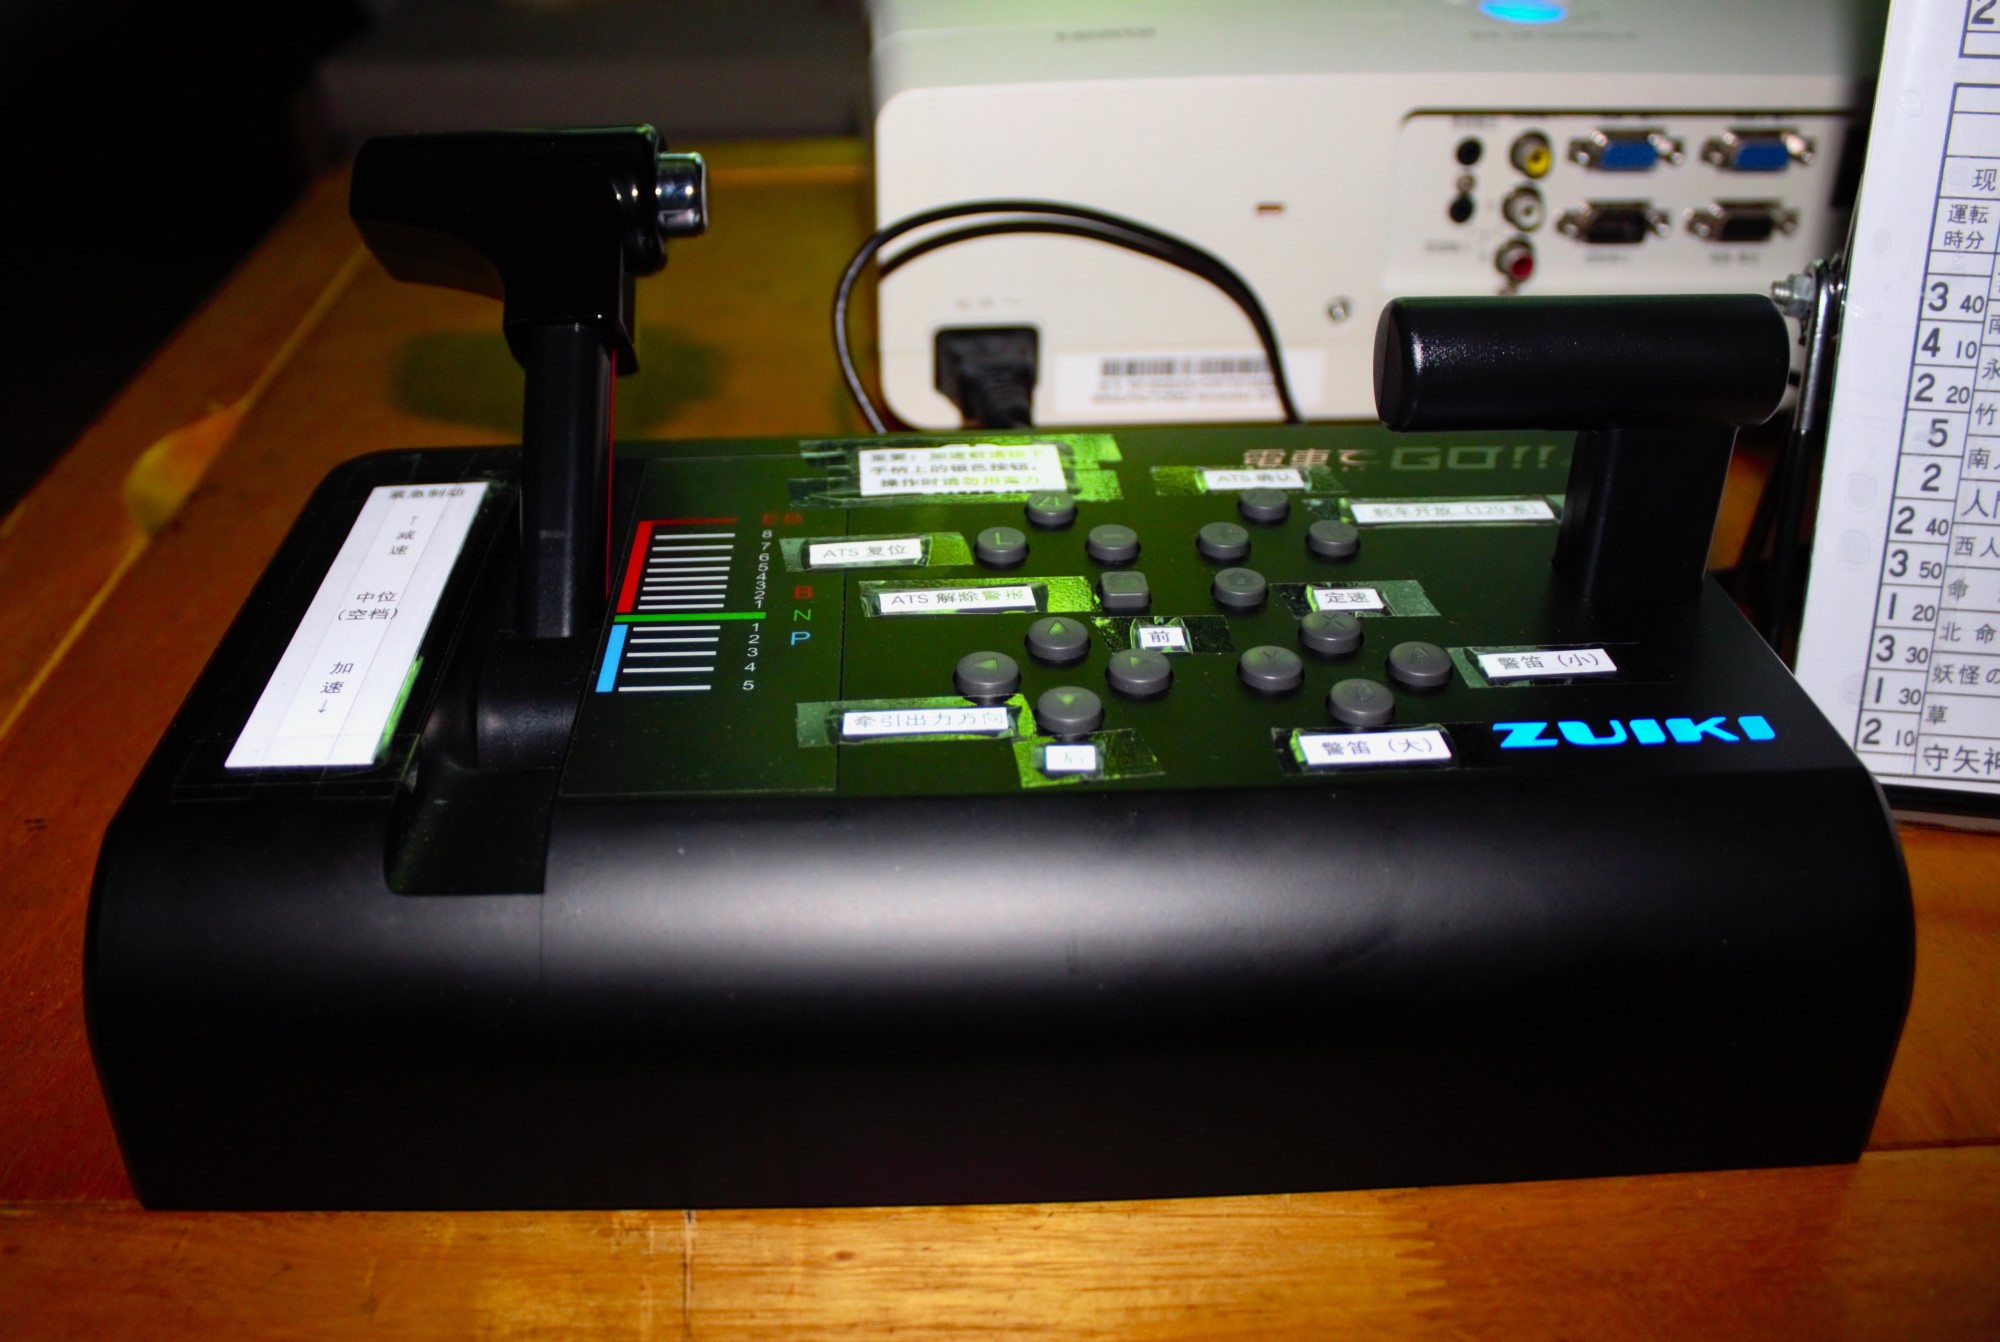 紧急制动
↑
减
速
中位
(空档)
加
速
↓
重要：加速前请按下
手柄上的银色按钮，
操作时请勿用蛮力
電車でGO!!
ATS 确认
刹车开放（129 系）
ATS 复位
ATS 解除警报
定速
前
警笛（小）
牵引出力方向
后
警笛（大）
ZUIKI
EB
8
7
6
5
4
3
2
1
B
N
P
1
2
3
4
5
ZL
L
−
X
Y
A
现
運転
時分
3 40
4 10
2 20
5
2
2 40
3 50
1 20
3 30
1 30
2 10
南
永
竹
南
人
西人
命
北命
妖怪の
草
守矢神